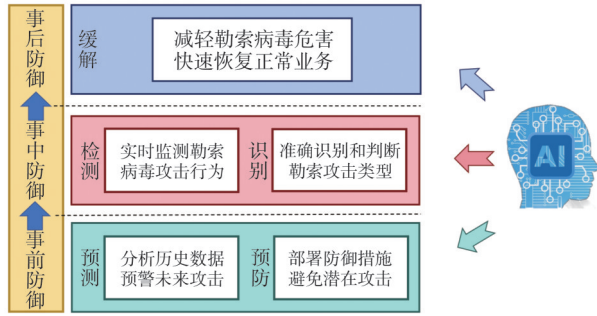 事后防御
缓解
减轻勒索病毒危害
快速恢复正常业务
事中防御
检测
实时监测勒索
病毒攻击行为
识别
准确识别和判断
勒索攻击类型
AI
事前防御
预测
分析历史数据
预警未来攻击
预防
部署防御措施
避免潜在攻击